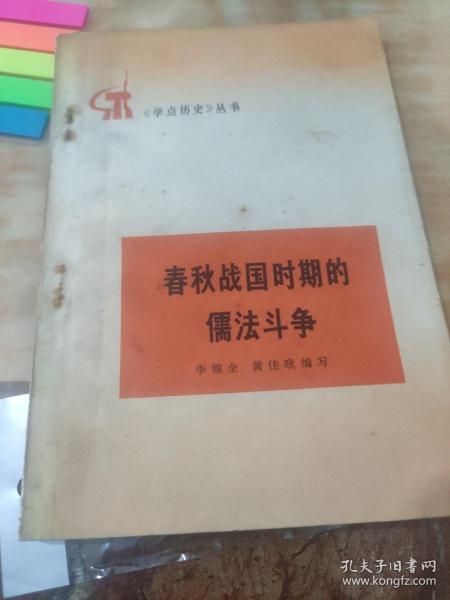 《学点历史》丛书
春秋战国时期的
儒法斗争
李锦全 黄佳耿编写
孔夫子旧书网
www.kongfz.com